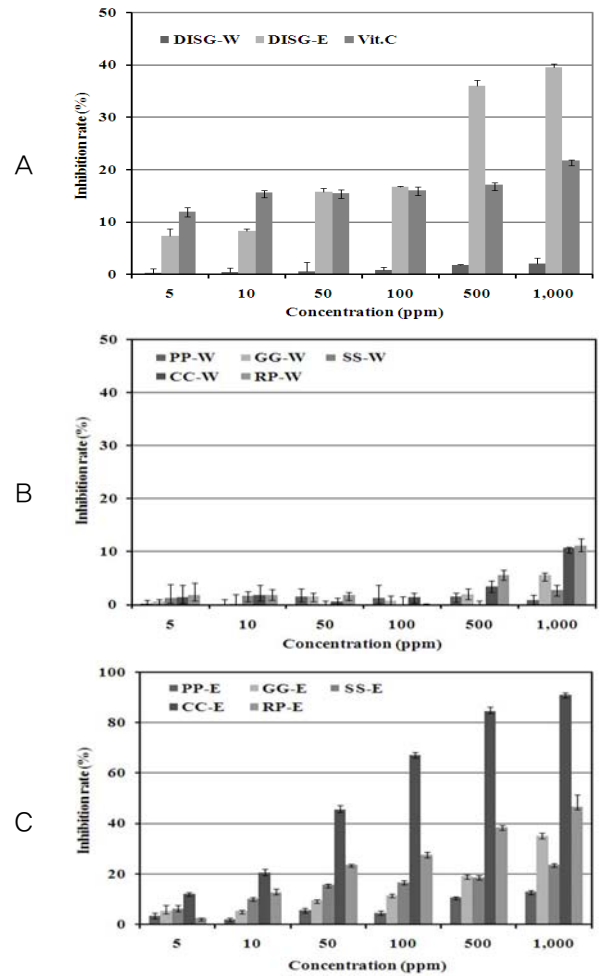 A
Inhibition rate (%)
50
40
30
20
10
0
DISG-W DISG-E Vit.C
5 10 50 100 500 1,000
Concentration (ppm)
B
Inhibition rate (%)
50
40
30
20
10
0
PP-W GG-W SS-W
CC-W RP-W
5 10 50 100 500 1,000
Concentration (ppm)
C
Inhibition rate (%)
100
80
60
40
20
0
PP-E GG-E SS-E
CC-E RP-E
5 10 50 100 500 1,000
Concentration (ppm)